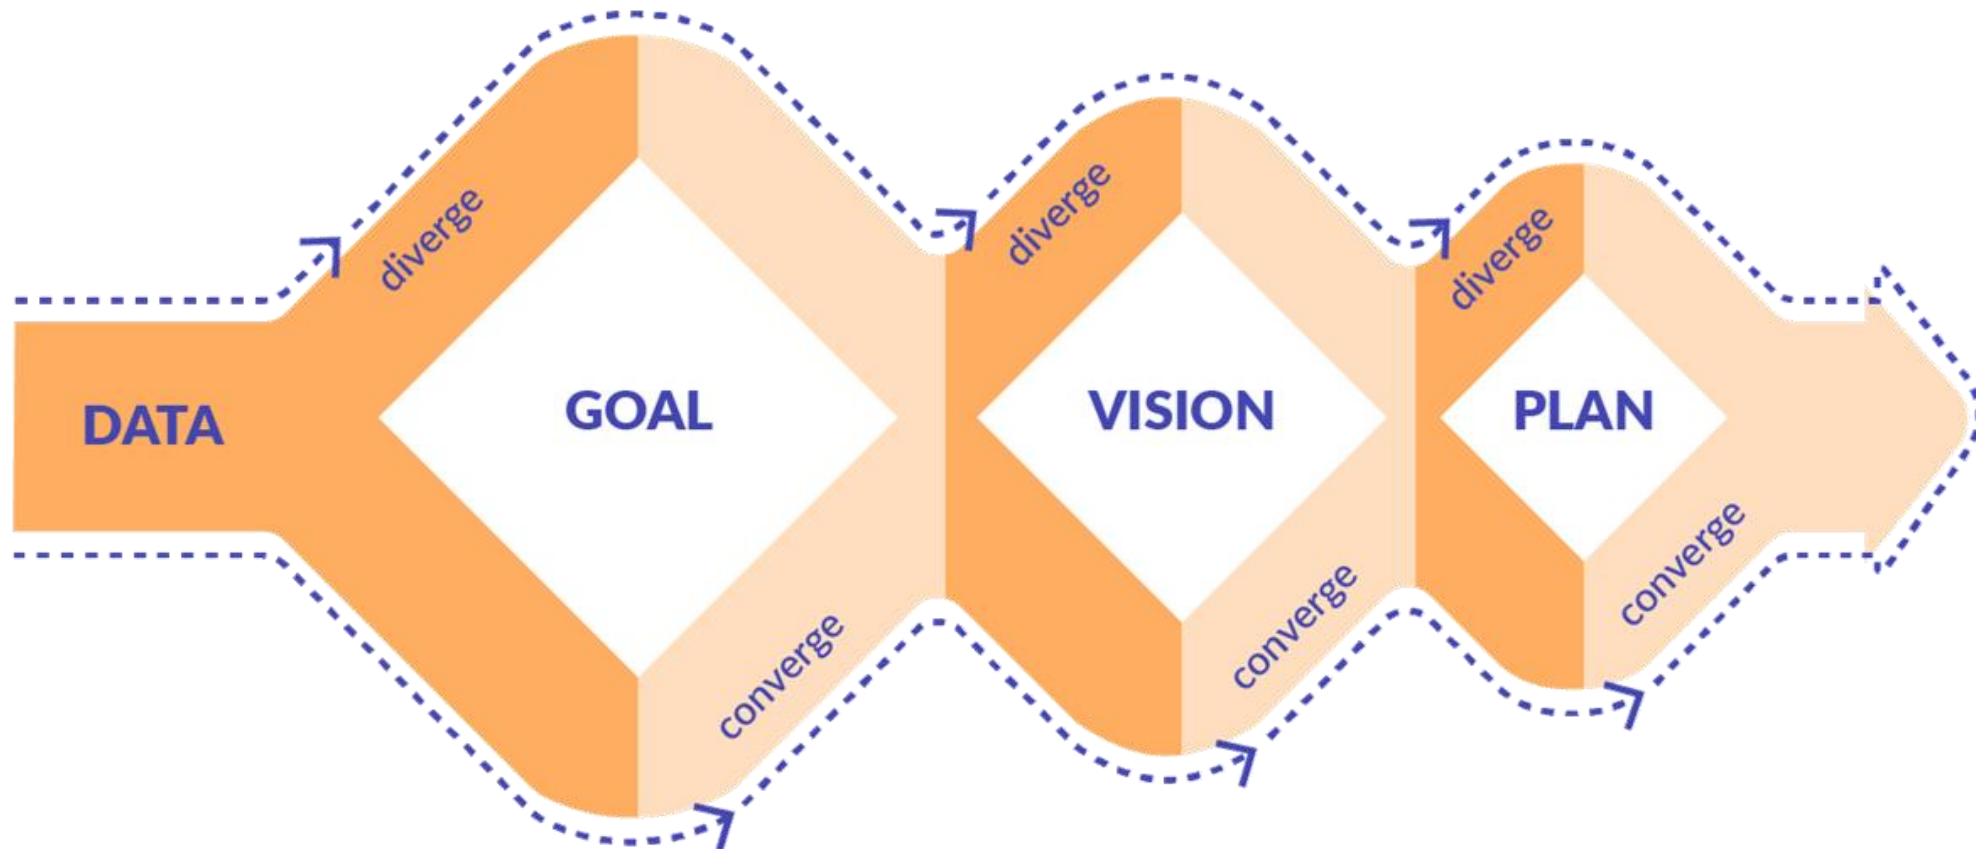 DATA
diverge
GOAL
converge
diverge
VISION
converge
diverge
PLAN
converge